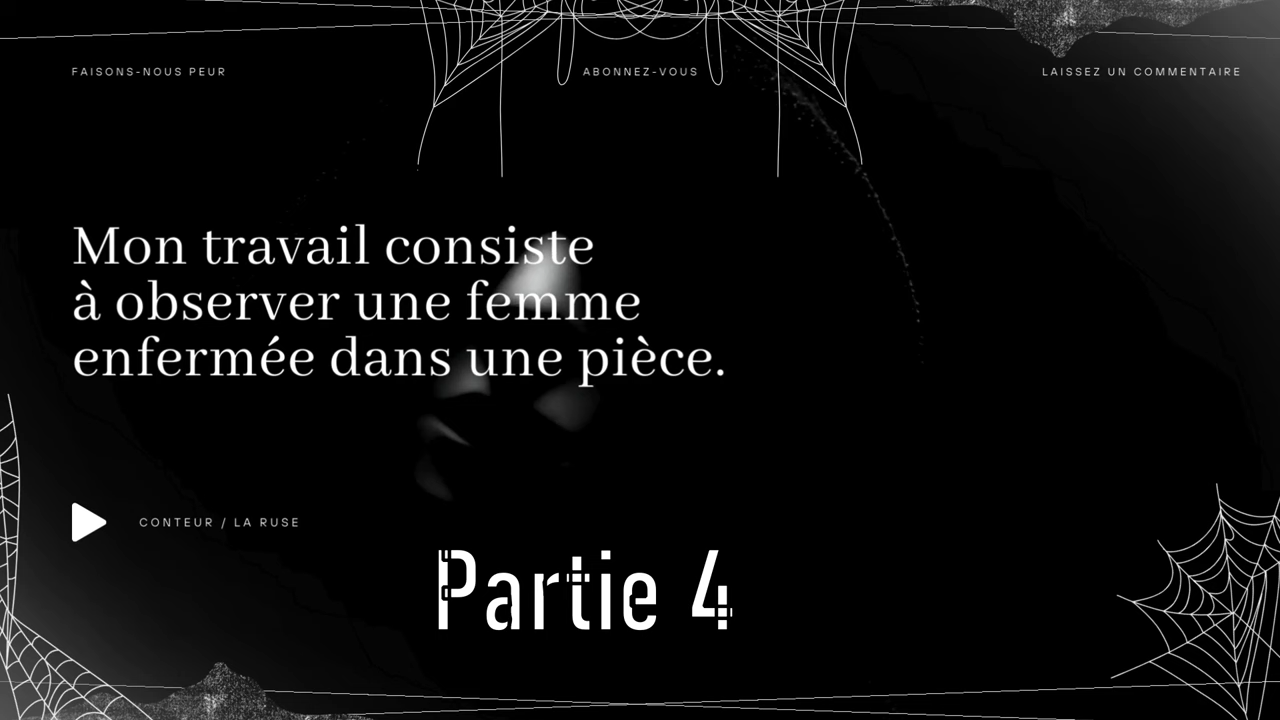 FAISONS-NOUS PEUR
ABONNEZ-VOUS
LAISSEZ UN COMMENTAIRE
Mon travail consiste
à observer une femme
enfermée dans une pièce.
CONTEUR / LA RUSE
Partie 4